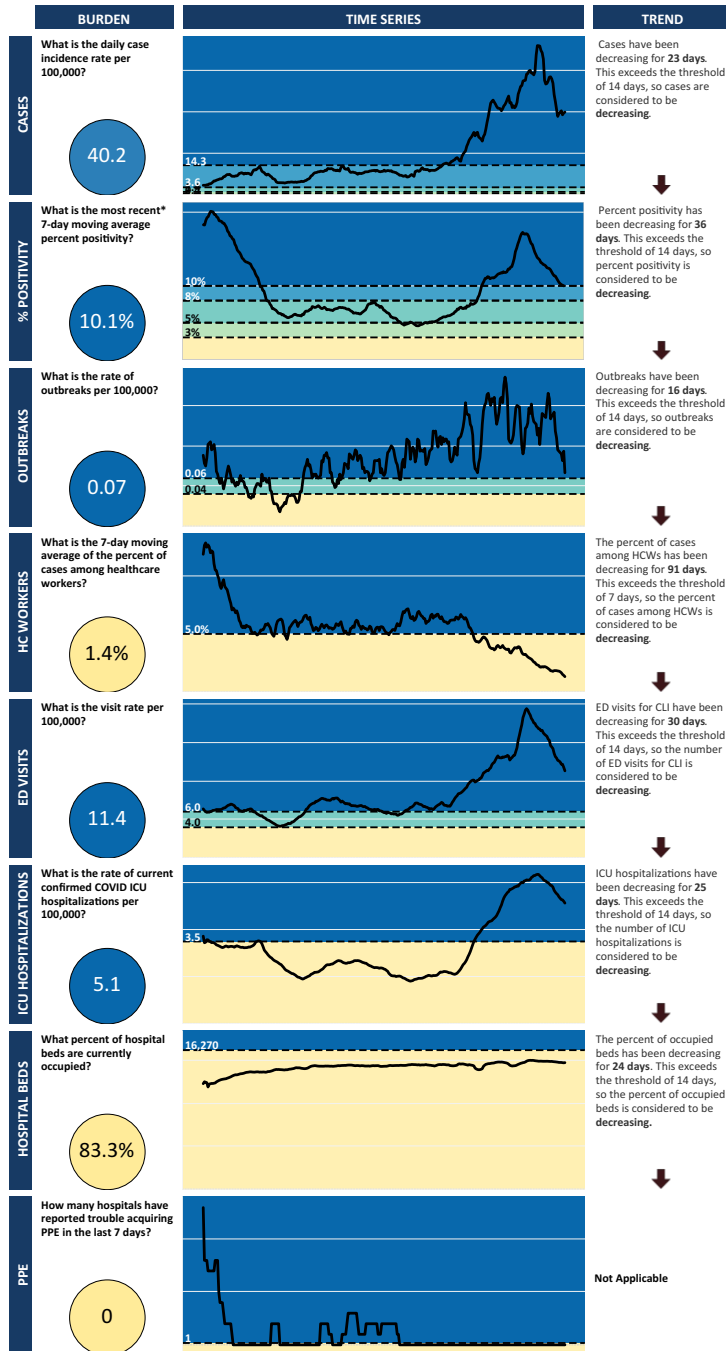 BURDEN
TIME SERIES
TREND
CASES
What is the daily case
incidence rate per
100,000?
40.2
14.3
3.6
Cases have been
decreasing for 23 days.
This exceeds the threshold
of 14 days, so cases are
considered to be
decreasing.
% POSITIVITY
What is the most recent*
7-day moving average
percent positivity?
10.1%
10%
8%
5%
3%
Percent positivity has
been decreasing for 36
days. This exceeds the
threshold of 14 days, so
percent positivity is
considered to be
decreasing.
OUTBREAKS
What is the rate of
outbreaks per 100,000?
0.07
0.06
0.04
Outbreaks have been
decreasing for 16 days.
This exceeds the threshold
of 14 days, so outbreaks
are considered to be
decreasing.
HC WORKERS
What is the 7-day moving
average of the percent of
cases among healthcare
workers?
1.4%
5.0%
The percent of cases
among HCWs has been
decreasing for 91 days.
This exceeds the threshold
of 7 days, so the percent
of cases among HCWs is
considered to be
decreasing.
ED VISITS
What is the visit rate per
100,000?
11.4
6.0
4.0
ED visits for CLI have been
decreasing for 30 days.
This exceeds the threshold
of 14 days, so the number
of ED visits for CLI is
considered to be
decreasing.
ICU HOSPITALIZATIONS
What is the rate of current
confirmed COVID ICU
hospitalizations per
100,000?
5.1
3.5
ICU hospitalizations have
been decreasing for 25
days. This exceeds the
threshold of 14 days, so
the number of ICU
hospitalizations is
considered to be
decreasing.
HOSPITAL BEDS
What percent of hospital
beds are currently
occupied?
83.3%
16,270
The percent of occupied
beds has been decreasing
for 24 days. This exceeds
the threshold of 14 days,
so the percent of occupied
beds is considered to be
decreasing.
PPE
How many hospitals have
reported trouble acquiring
PPE in the last 7 days?
0
1
Not Applicable